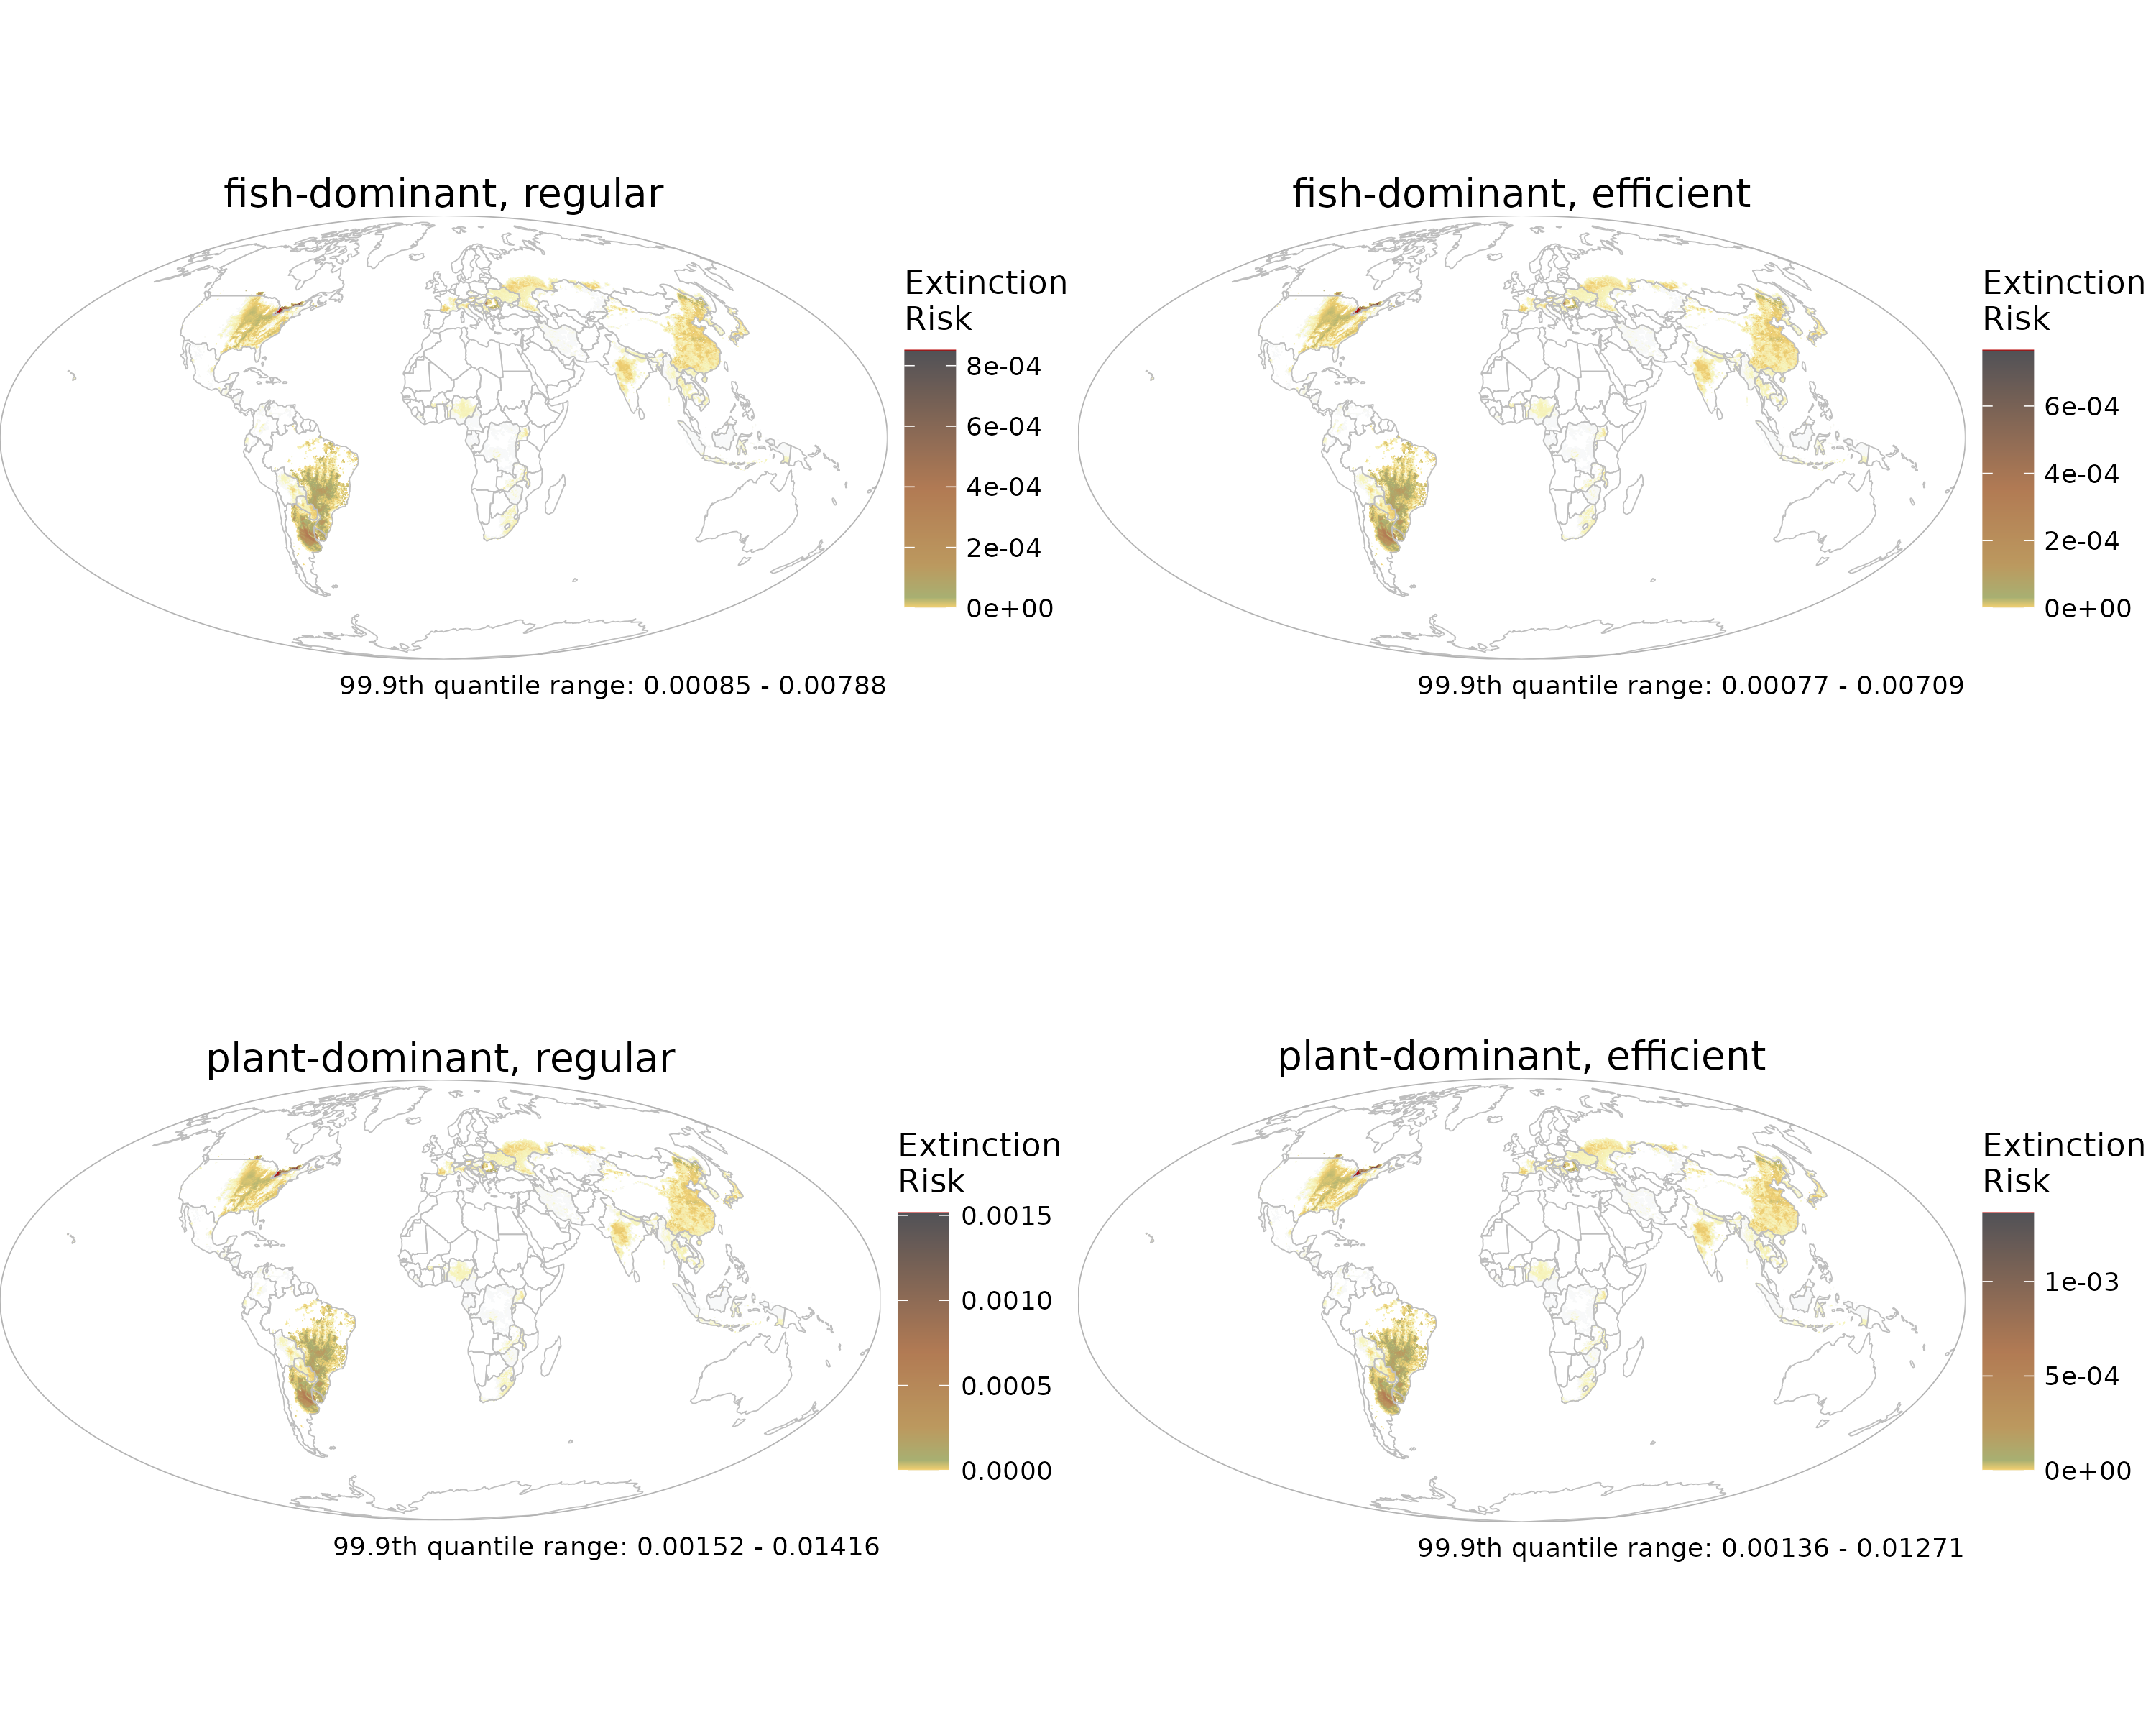 fish-dominant, regular
Extinction
Risk
8e-04
6e-04
4e-04
2e-04
0e+00
99.9th quantile range: 0.00085 - 0.00788
fish-dominant, efficient
Extinction
Risk
6e-04
4e-04
2e-04
0e+00
99.9th quantile range: 0.00077 - 0.00709
plant-dominant, regular
Extinction
Risk
0.0015
0.0010
0.0005
0.0000
99.9th quantile range: 0.00152 - 0.01416
plant-dominant, efficient
Extinction
Risk
1e-03
5e-04
0e+00
99.9th quantile range: 0.00136 - 0.01271